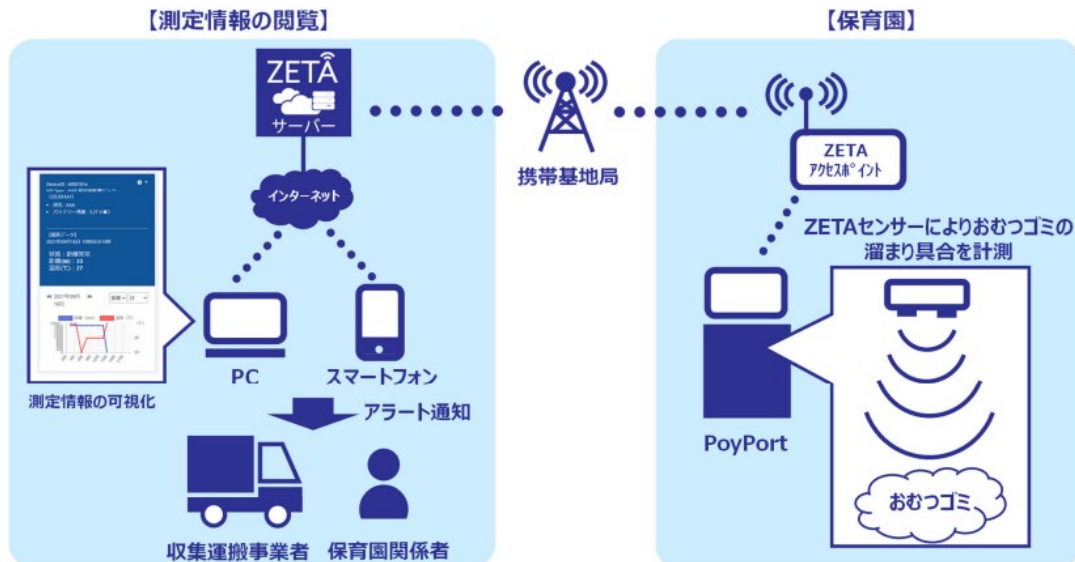 【測定情報の閲覧】
【保育園】
ZETA
サーバー
インターネット
携帯基地局
ZETA
アクセスポイント
ZETAセンサーによりおむつゴミの
溜まり具合を計測
測定情報の可視化
PC
スマートフォン
アラート通知
収集運搬事業者
保育園関係者
PoyPort
おむつゴミ